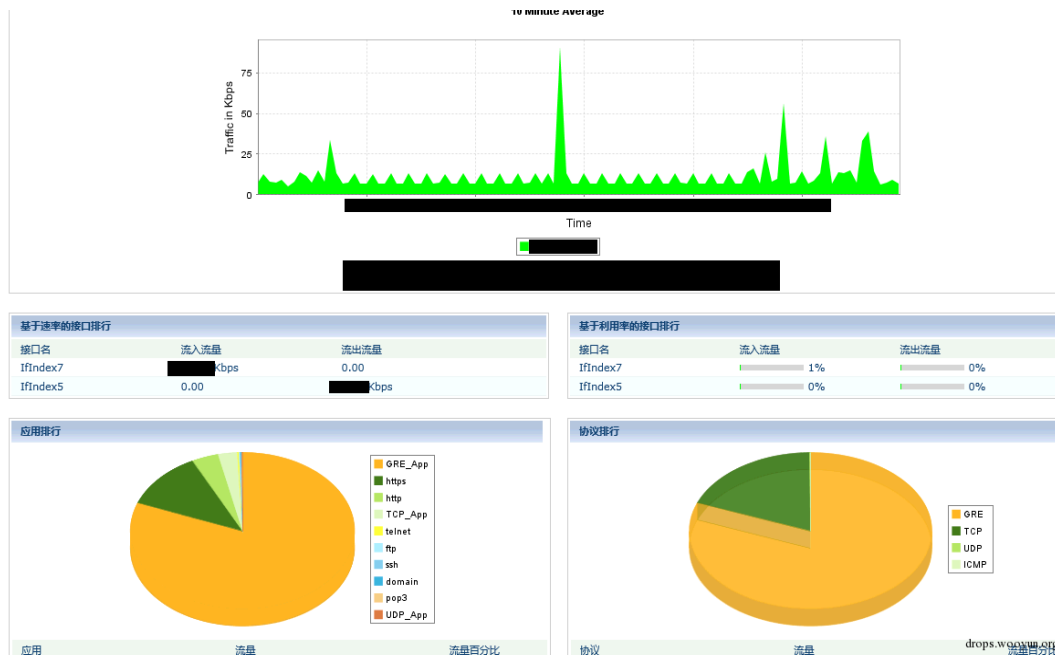 10 Minute Average
75
50
25
0
Traffic in Kbps
Time
基于速率的接口排行
接口名 流入流量 流出流量
IfIndex7 Kbps 0.00
IfIndex5 0.00 Kbps
基于利用率的接口排行
接口名 流入流量 流出流量
IfIndex7 1% 0%
IfIndex5 0% 0%
应用排行
GRE_App
https
http
TCP_App
telnet
ftp
ssh
domain
pop3
UDP_App
应用 流量 流量百分比
协议排行
GRE
TCP
UDP
ICMP
协议 流量 流量百分比
drops.wooyun.org